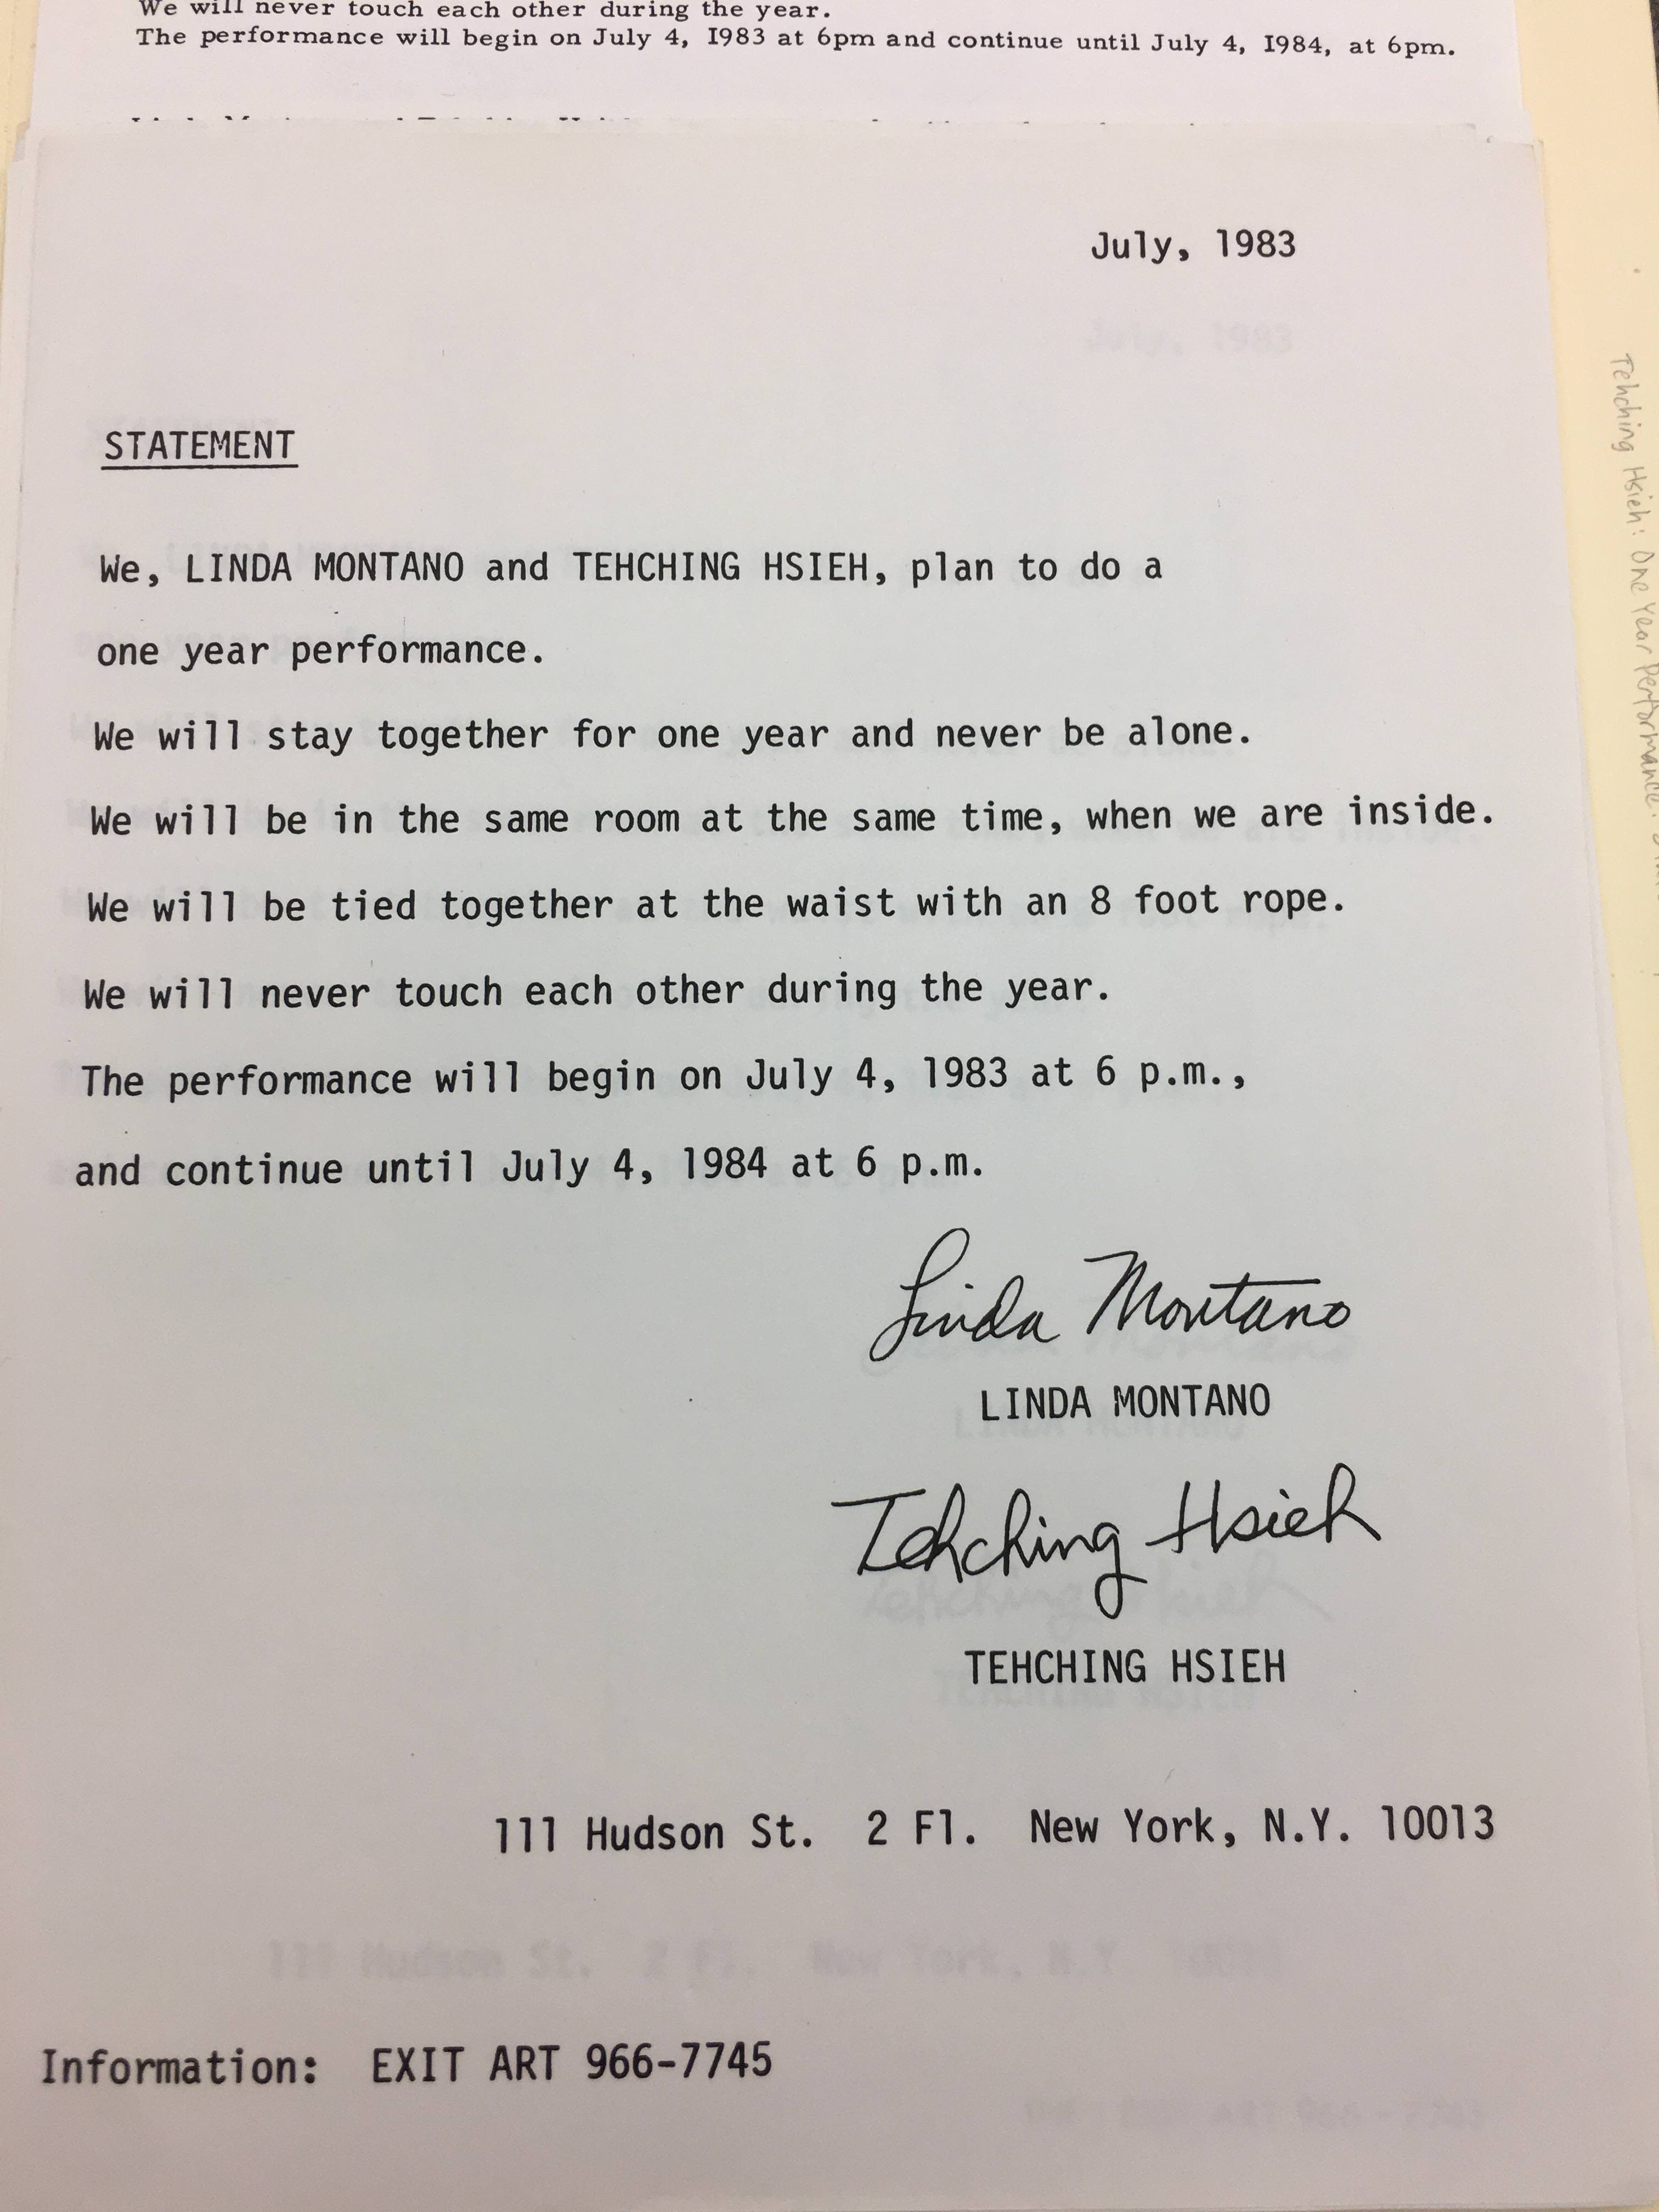 We will never touch each other during the year.
The performance will begin on July 4, I983 at 6pm and continue until July 4, I984, at 6pm.
July, 1983
STATEMENT
We, LINDA MONTANO and TEHCHING HSIEH, plan to do a
one year performance.
We will stay together for one year and never be alone.
We will be in the same room at the same time, when we are inside.
We will be tied together at the waist with an 8 foot rope.
We will never touch each other during the year.
The performance will begin on July 4, 1983 at 6 p.m.,
and continue until July 4, 1984 at 6 p.m.
Linda Montano
LINDA MONTANO
Tehching Hsieh
TEHCHING HSIEH
111 Hudson St. 2 Fl. New York, N.Y. 10013
Information: EXIT ART 966-7745
Tehching Hsieh: One Year Performance